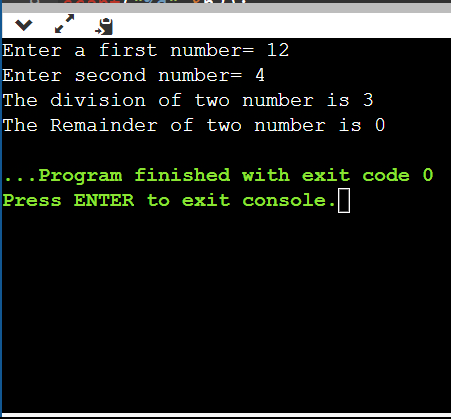 Enter a first number= 12
Enter second number= 4
The division of two number is 3
The Remainder of two number is 0
...Program finished with exit code 0
Press ENTER to exit console.